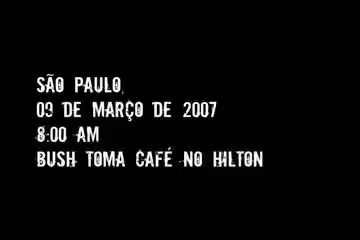 SÃO PAULO,
09 DE MARÇO DE 2007
8:00 AM
BUSH TOMA CAFÉ NO HILTON